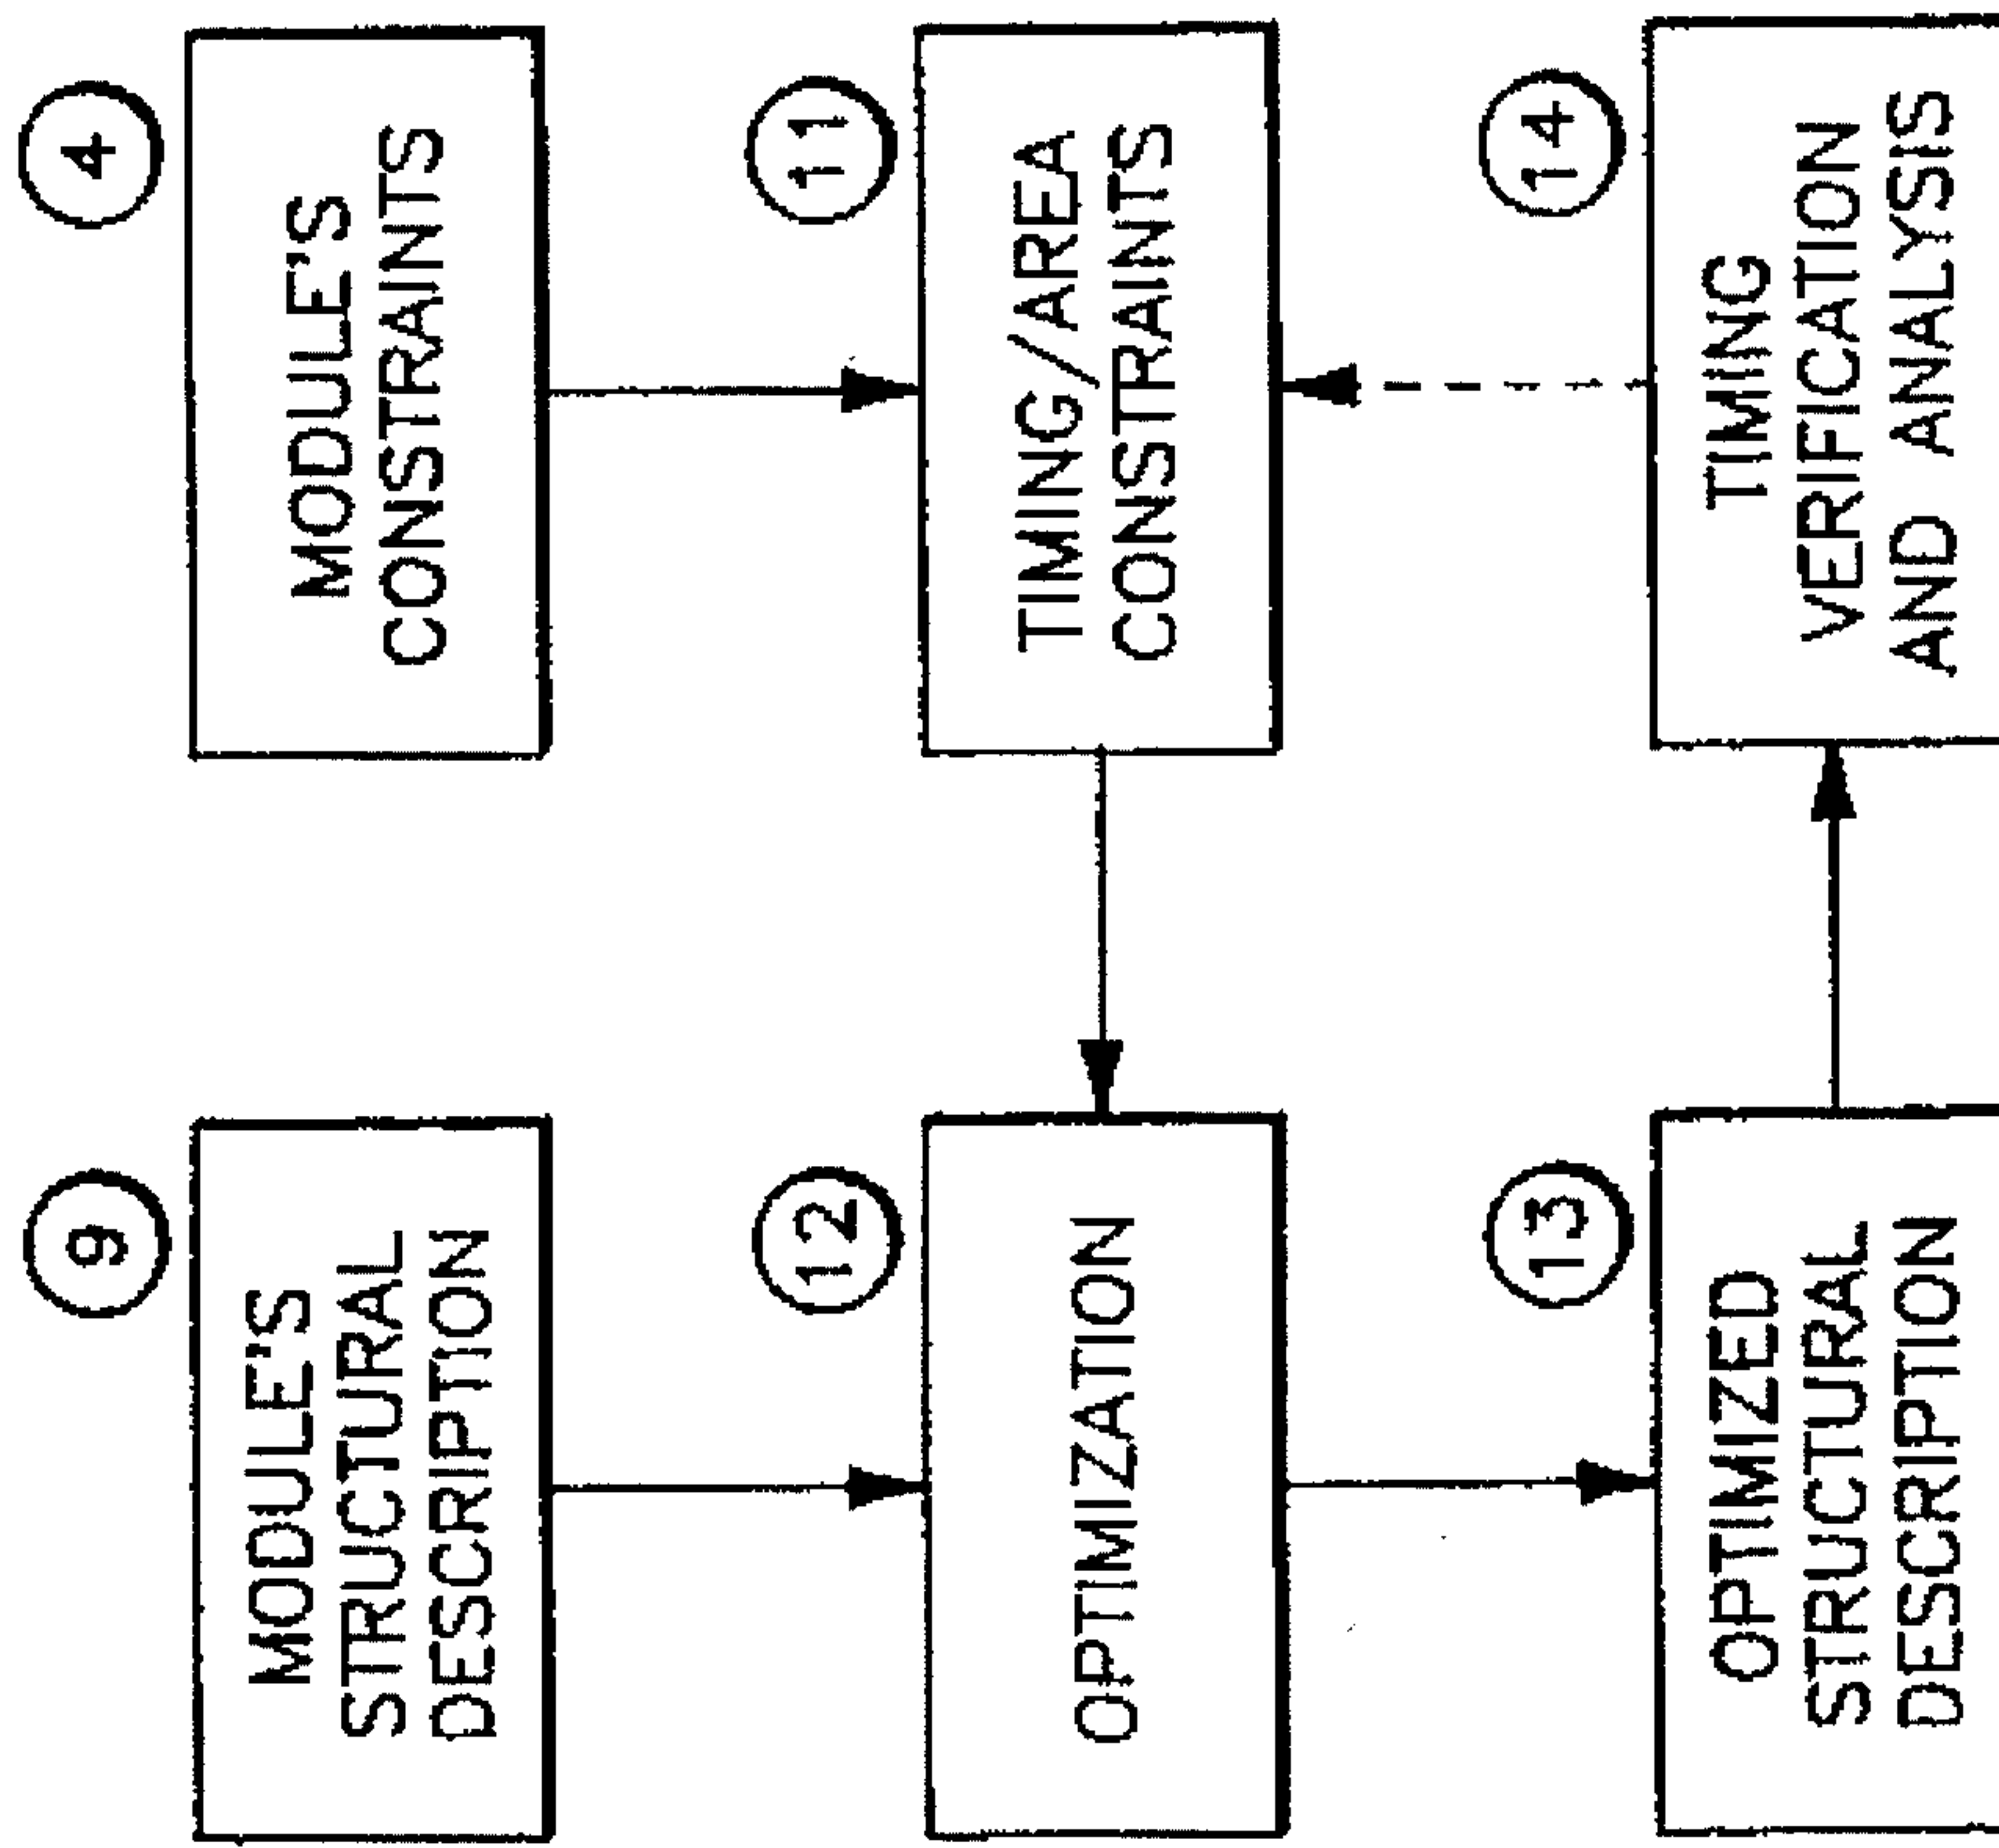 9
MODULE'S
STRUCTURAL
DESCRIPTION
4
MODULE'S
CONSTRAINTS
12
OPTIMIZATION
11
TIMING/AREA
CONSTRAINTS
13
OPTIMIZED
STRUCTURAL
DESCRIPTION
14
TIMING
VERIFICATION
AND ANALYSIS